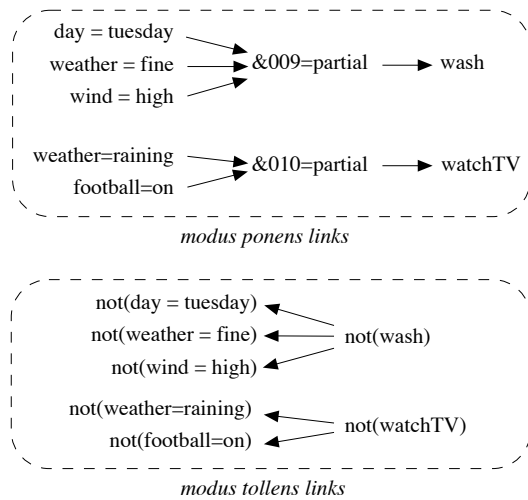 day = tuesday
weather = fine
wind = high
&009=partial
wash
weather=raining
football=on
&010=partial
watchTV
modus ponens links
not(day = tuesday)
not(weather = fine)
not(wind = high)
not(wash)
not(weather=raining)
not(football=on)
not(watchTV)
modus tollens links